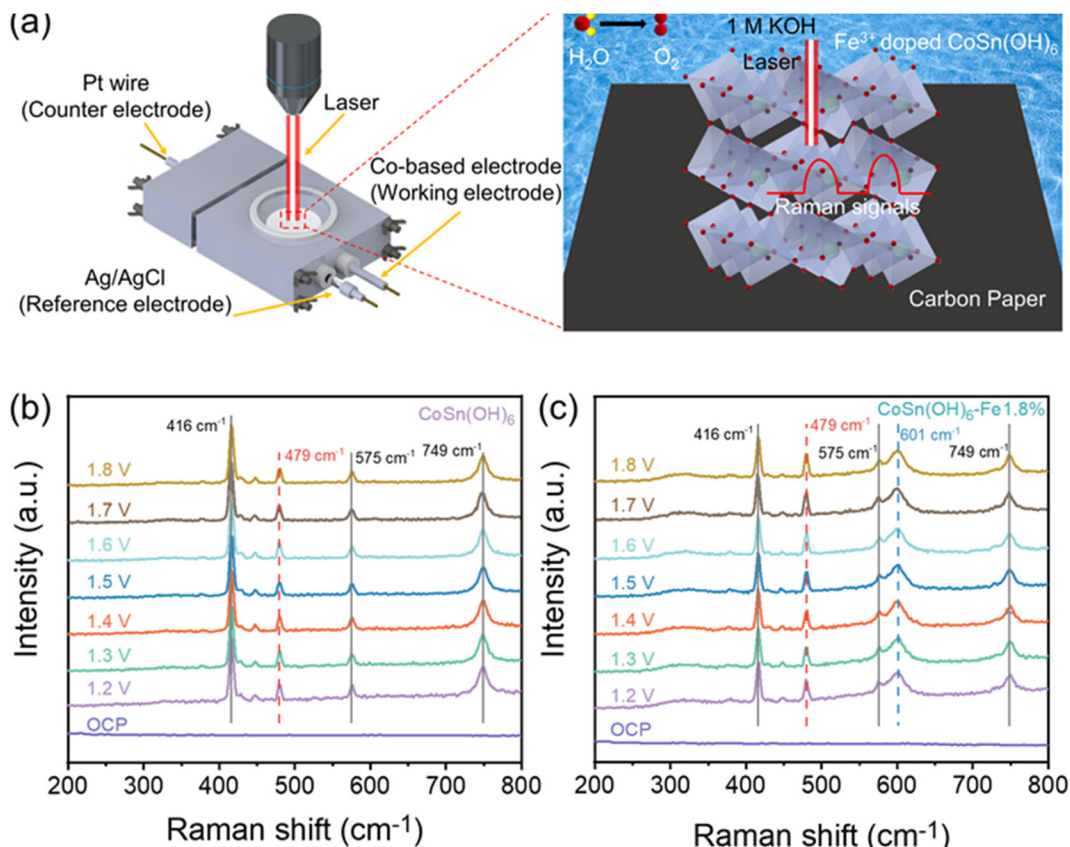 (a)
Pt wire
(Counter electrode)
Laser
Co-based electrode
(Working electrode)
Ag/AgCl
(Reference electrode)
H₂O
O₂
1 M KOH
Laser
Fe³⁺ doped CoSn(OH)₆
Raman signals
Carbon Paper
(b)
CoSn(OH)₆
416 cm⁻¹
479 cm⁻¹
575 cm⁻¹
749 cm⁻¹
1.8 V
1.7 V
1.6 V
1.5 V
1.4 V
1.3 V
1.2 V
OCP
Intensity (a.u.)
200 300 400 500 600 700 800
Raman shift (cm⁻¹)
(c)
CoSn(OH)₆-Fe1.8%
416 cm⁻¹
479 cm⁻¹
575 cm⁻¹
601 cm⁻¹
749 cm⁻¹
1.8 V
1.7 V
1.6 V
1.5 V
1.4 V
1.3 V
1.2 V
OCP
Intensity (a.u.)
200 300 400 500 600 700 800
Raman shift (cm⁻¹)